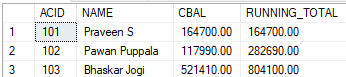 ACID NAME CBAL RUNNING_TOTAL
1 101 Praveen S 164700.00 164700.00
2 102 Pawan Puppala 117990.00 282690.00
3 103 Bhaskar Jogi 521410.00 804100.00